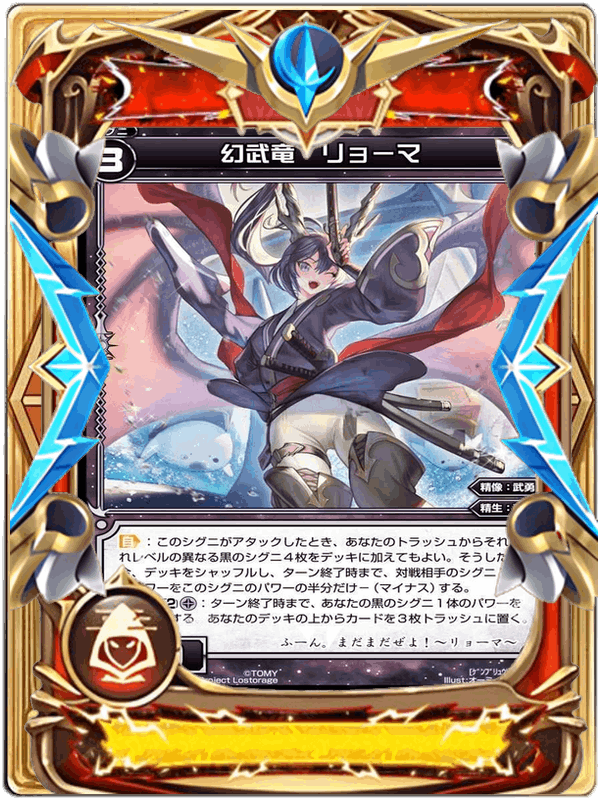 3
幻武竜 リョーマ
精像：武勇
精生：
自：このシグニがアタックしたとき、あなたのトラッシュからそれ
れレベルの異なる黒のシグニ４枚をデッキに加えてもよい。そうした
、デッキをシャッフルし、ターン終了時まで、対戦相手のシグニ
ワーをこのシグニのパワーの半分だけー（マイナス）する。
：ターン終了時まで、あなたの黒のシグニ１体のパワーを
する あなたのデッキの上からカードを３枚トラッシュに置く
ふーん。まだまだぜよ！～リョーマ～
©TOMY
roject Lostorage
Illust:オー